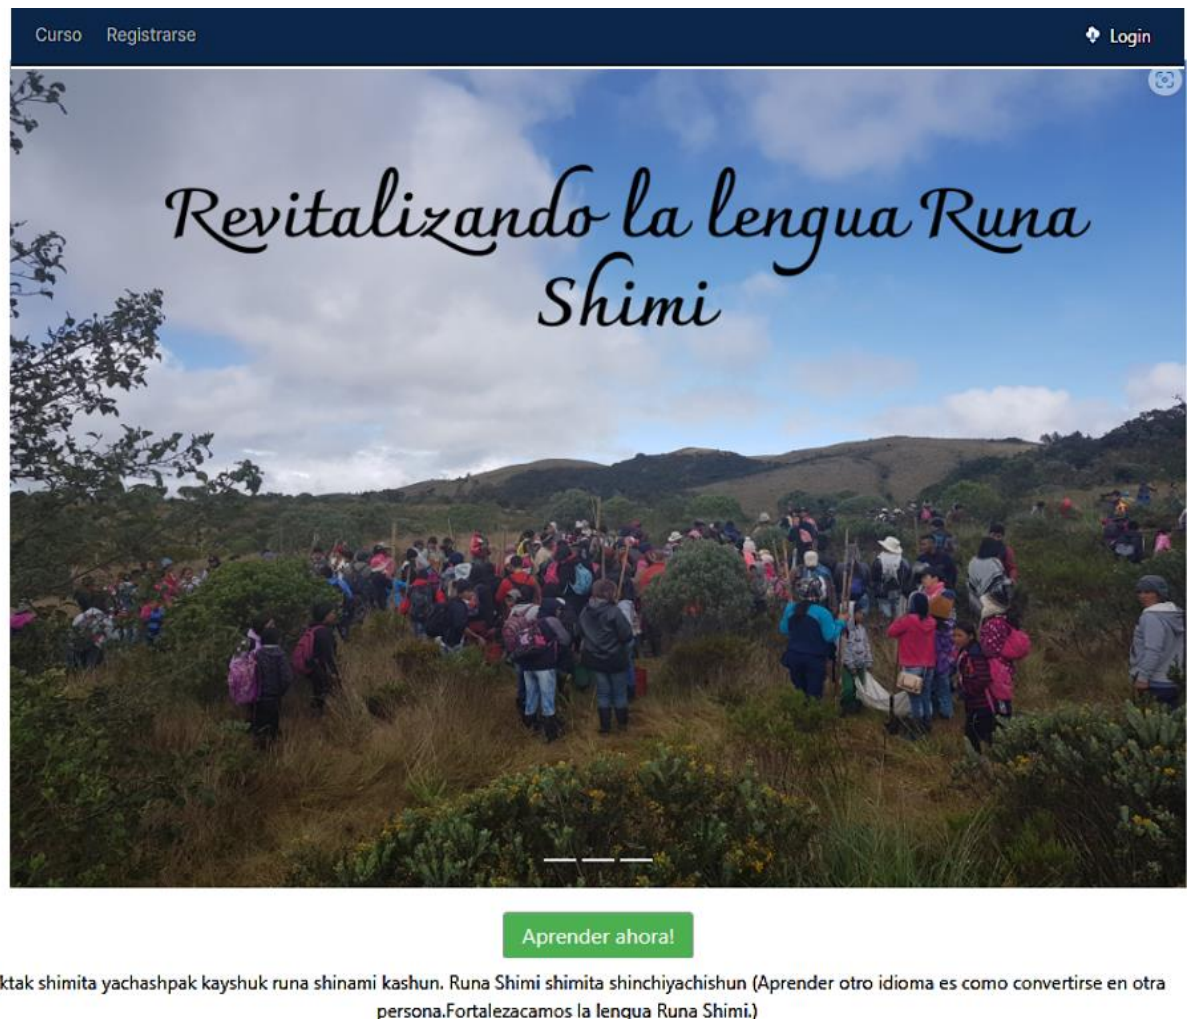 Curso Registrarse Login
Revitalizando la lengua Runa
Shimi
Aprender ahora!
shimita yachashpak kayshuk runa shinami kashun. Runa Shimi shimita shinchiyachishun (Aprender otro idioma es como convertirse en otra
persona.Fortalezacamos la lengua Runa Shimi.)